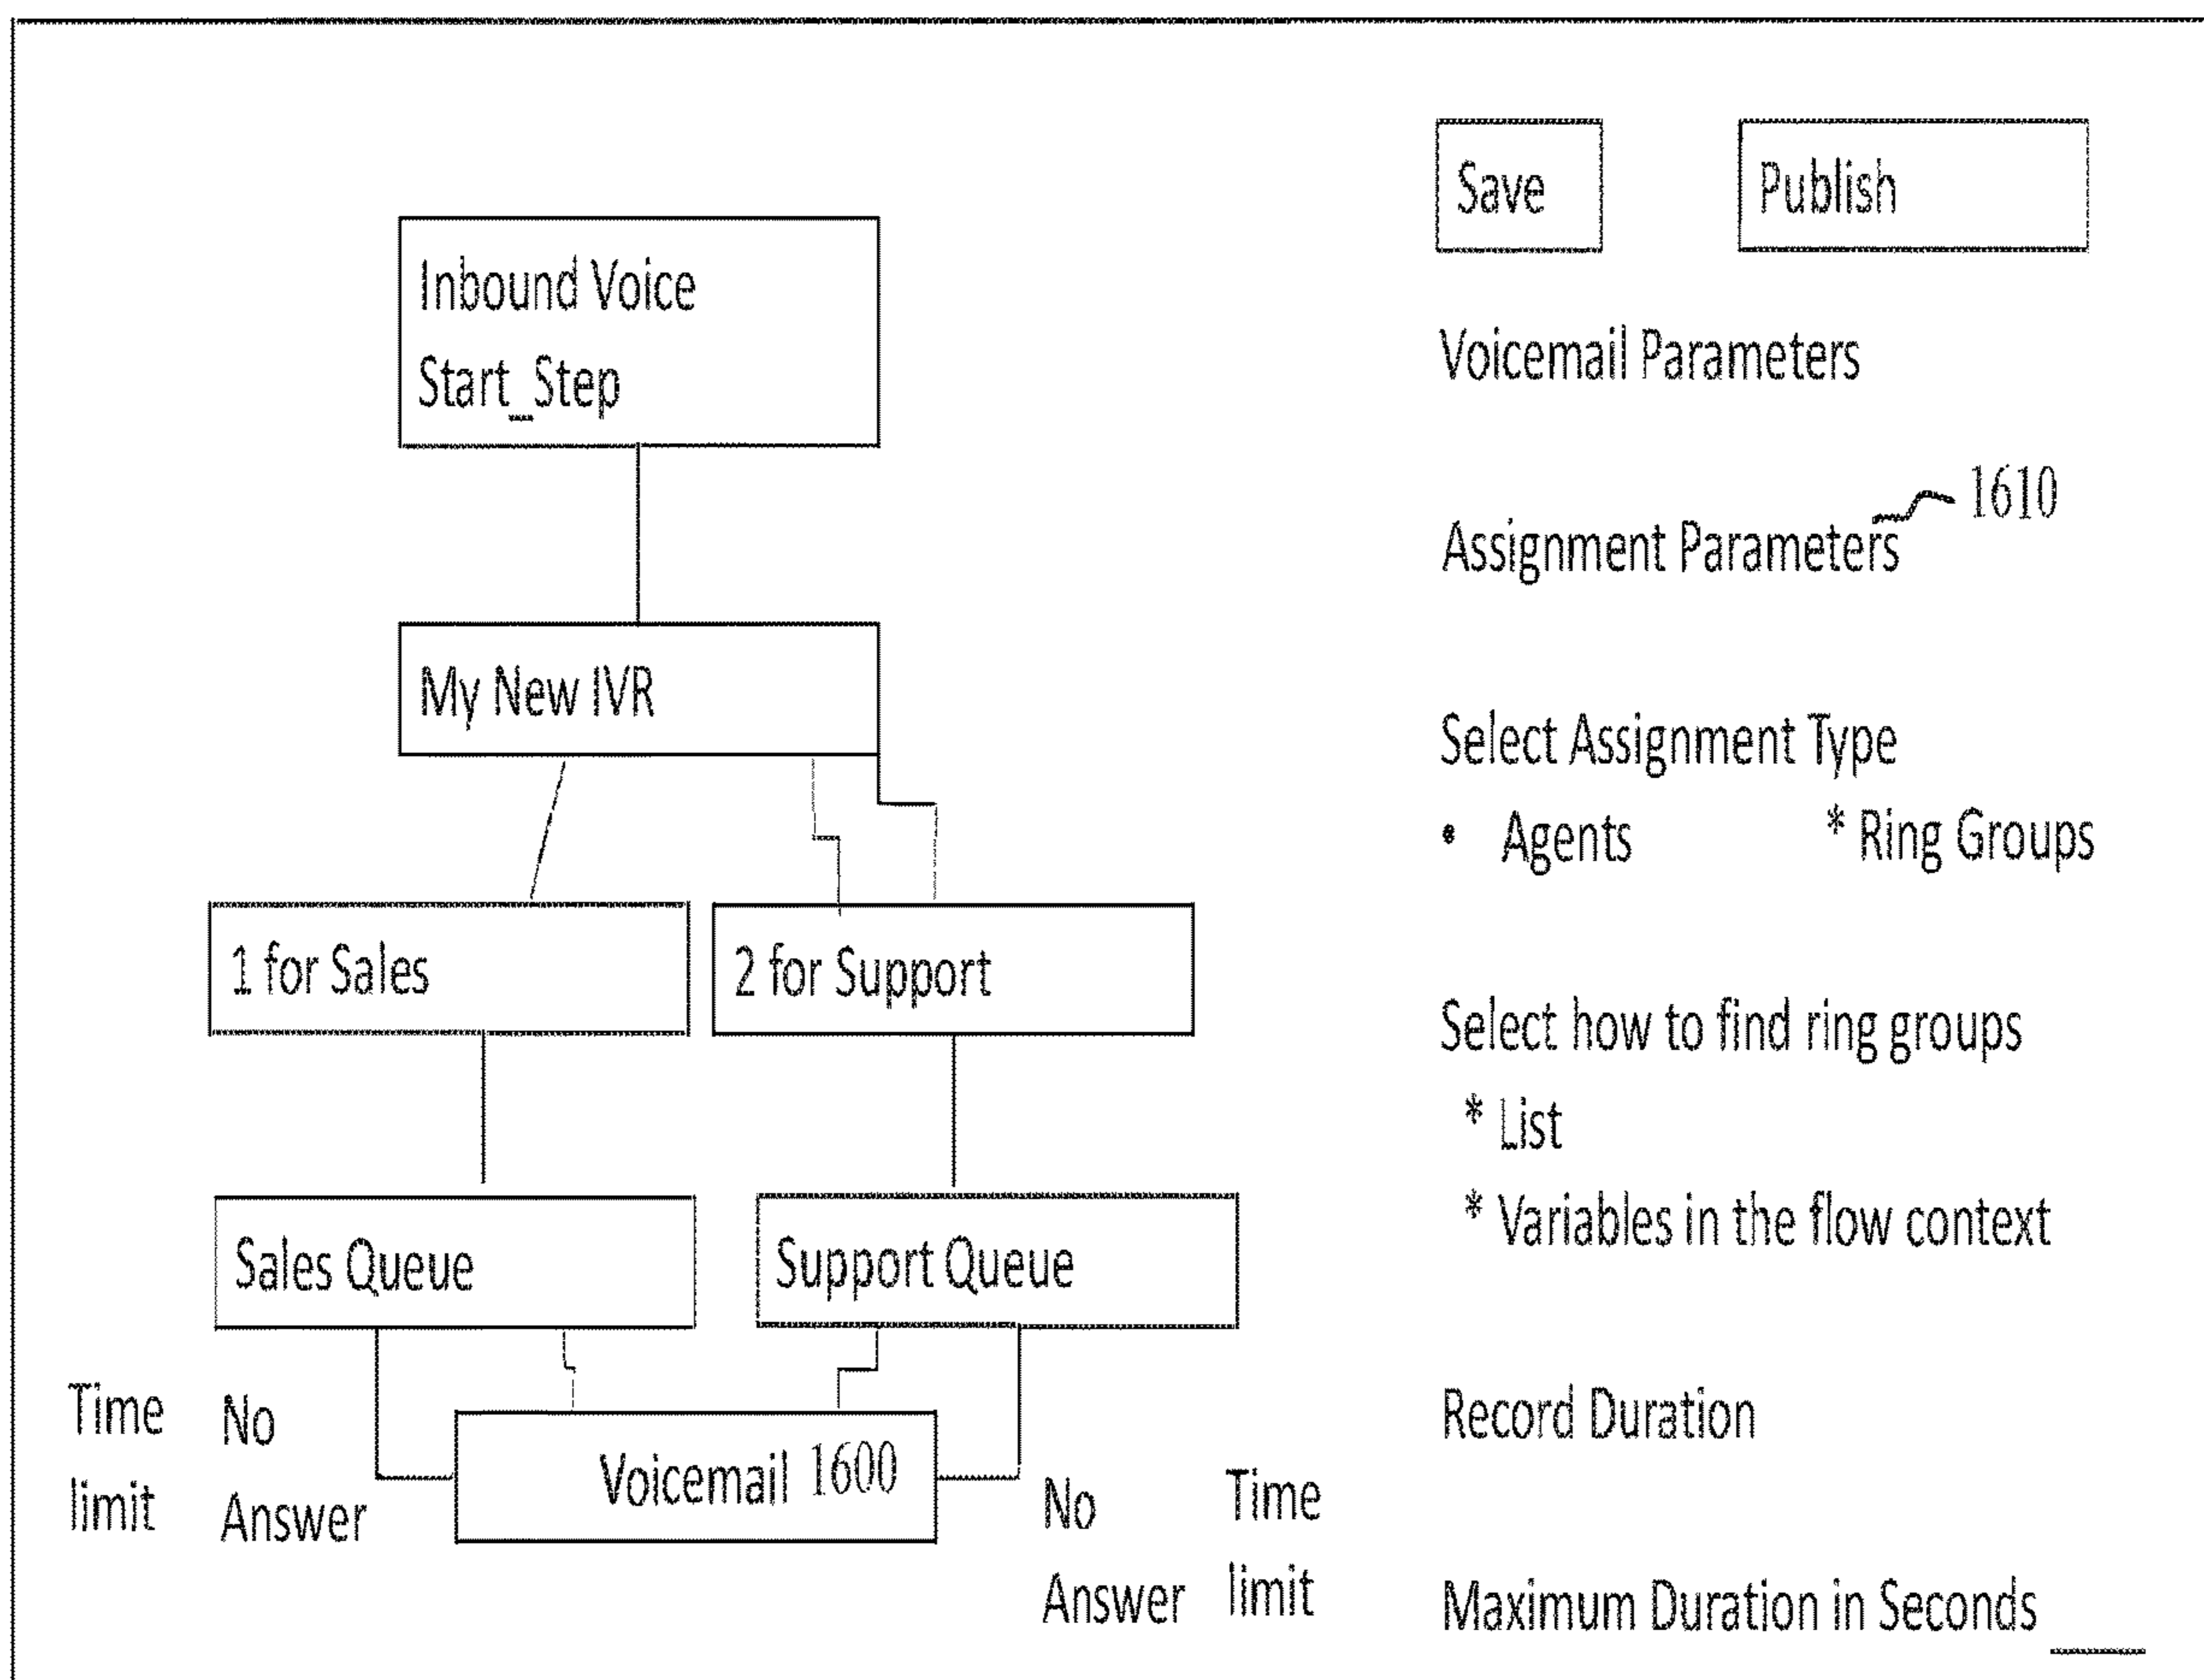 Inbound Voice
Start_Step
My New IVR
1 for Sales
2 for Support
Sales Queue
Support Queue
Time
limit
No
Answer
Voicemail 1600
No
Answer
Time
limit
Save
Publish
Voicemail Parameters
1610
Assignment Parameters
Select Assignment Type
• Agents * Ring Groups
Select how to find ring groups
* List
* Variables in the flow context
Record Duration
Maximum Duration in Seconds ____